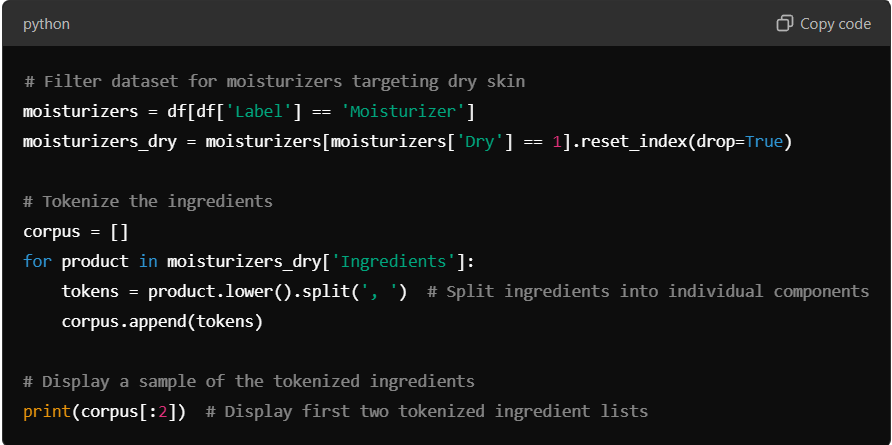 python
Copy code
# Filter dataset for moisturizers targeting dry skin
moisturizers = df[df['Label'] == 'Moisturizer']
moisturizers_dry = moisturizers[moisturizers['Dry'] == 1].reset_index(drop=True)
# Tokenize the ingredients
corpus = []
for product in moisturizers_dry['Ingredients']:
    tokens = product.lower().split(', ')  # Split ingredients into individual components
    corpus.append(tokens)
# Display a sample of the tokenized ingredients
print(corpus[:2])  # Display first two tokenized ingredient lists